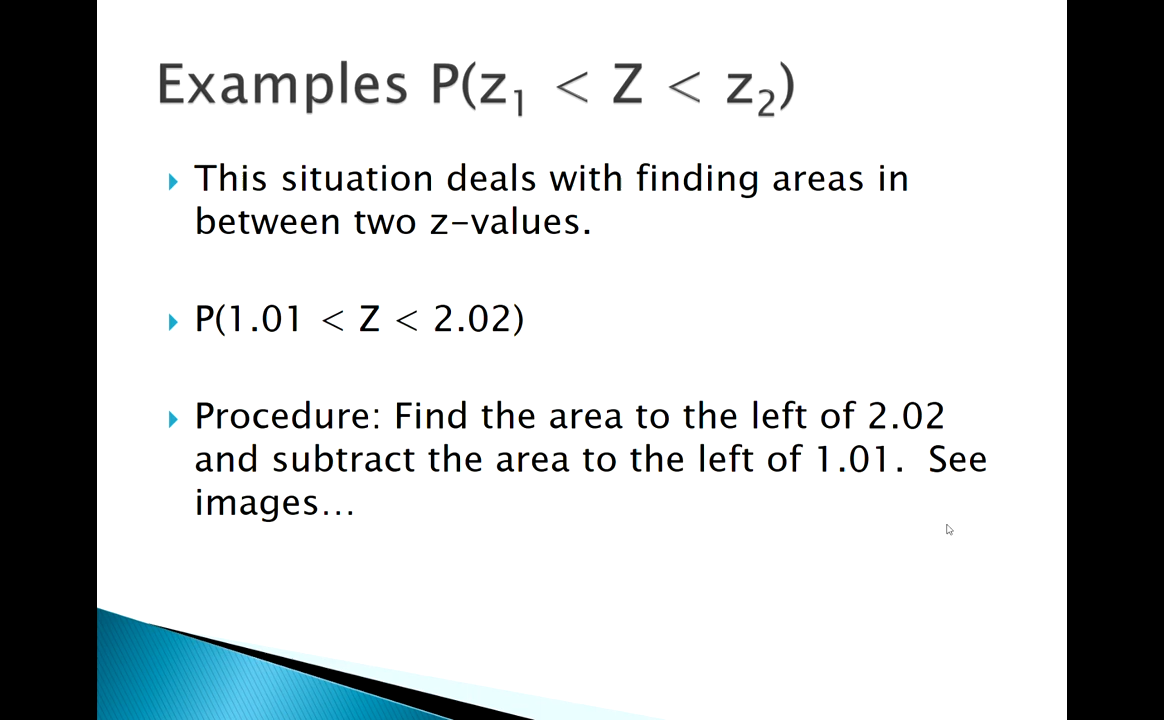 Examples P(z₁ < Z < z₂)
This situation deals with finding areas in
between two z-values.
P(1.01 < Z < 2.02)
Procedure: Find the area to the left of 2.02
and subtract the area to the left of 1.01.  See
images…